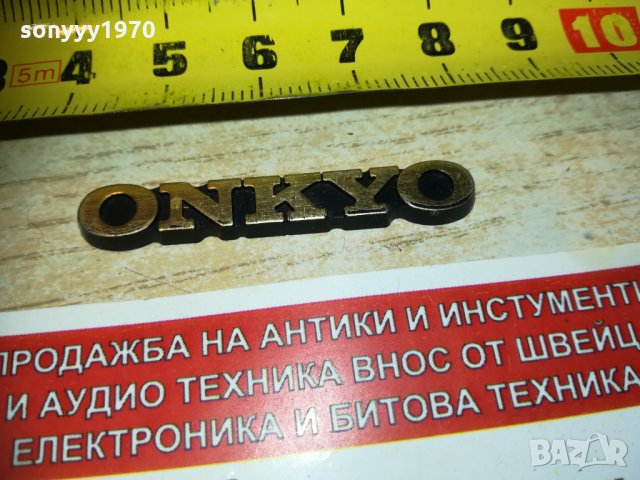 sonyyy1970
3 5m 4 5 6 7 8 9 10
ONKYO
ПРОДАЖБА НА АНТИКИ И ИНСТУМЕНТИ
И АУДИО ТЕХНИКА ВНОС ОТ ШВЕЙЦ
ЕЛЕКТРОНИКА И БИТОВА ТЕХНИКА
BAZAR